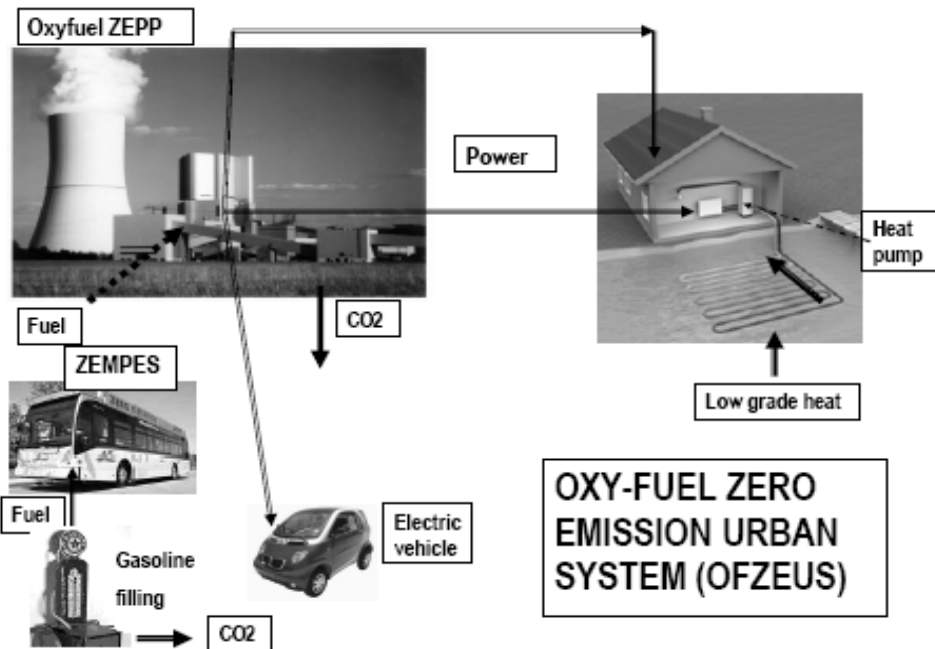 Oxyfuel ZEPP
Power
Heat
pump
Fuel
CO2
ZEMPES
Low grade heat
Fuel
Electric
vehicle
Gasoline
filling
CO2
OXY-FUEL ZERO
EMISSION URBAN
SYSTEM (OFZEUS)